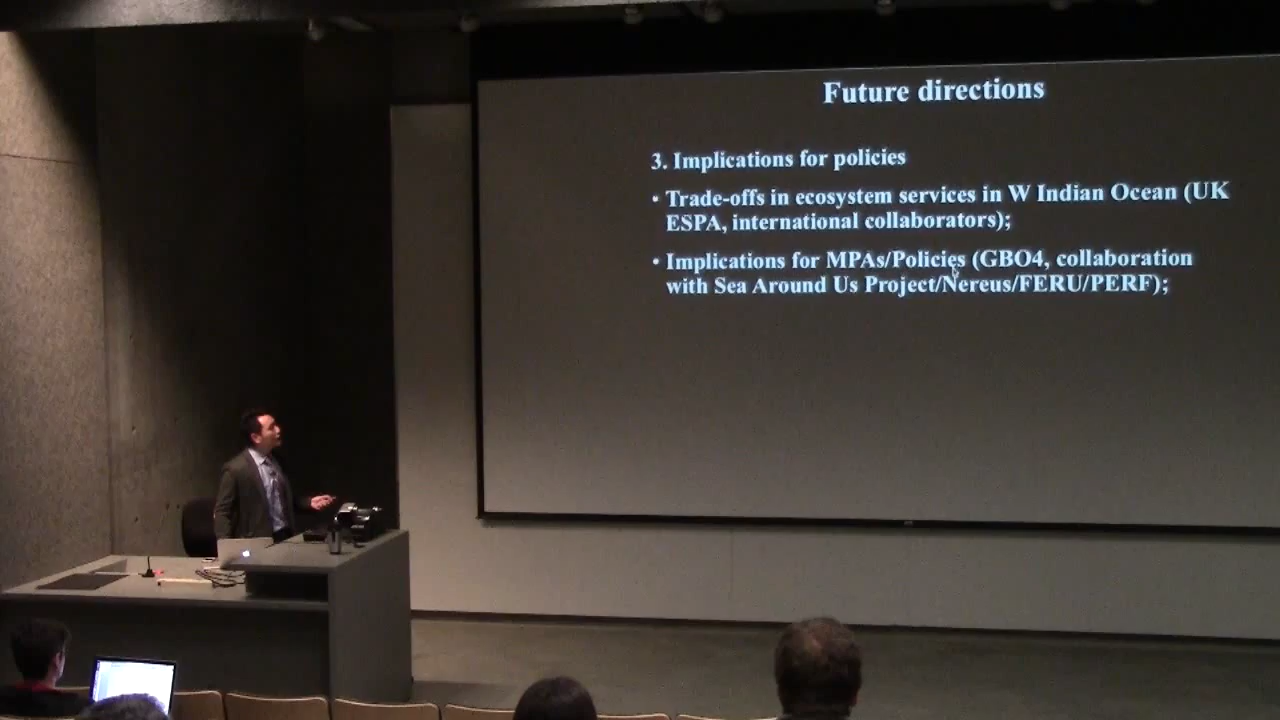 Future directions
3. Implications for policies
• Trade-offs in ecosystem services in W Indian Ocean (UK
ESPA, international collaborators);
• Implications for MPAs/Policies (GBO4, collaboration
with Sea Around Us Project/Nereus/FERU/PERF);